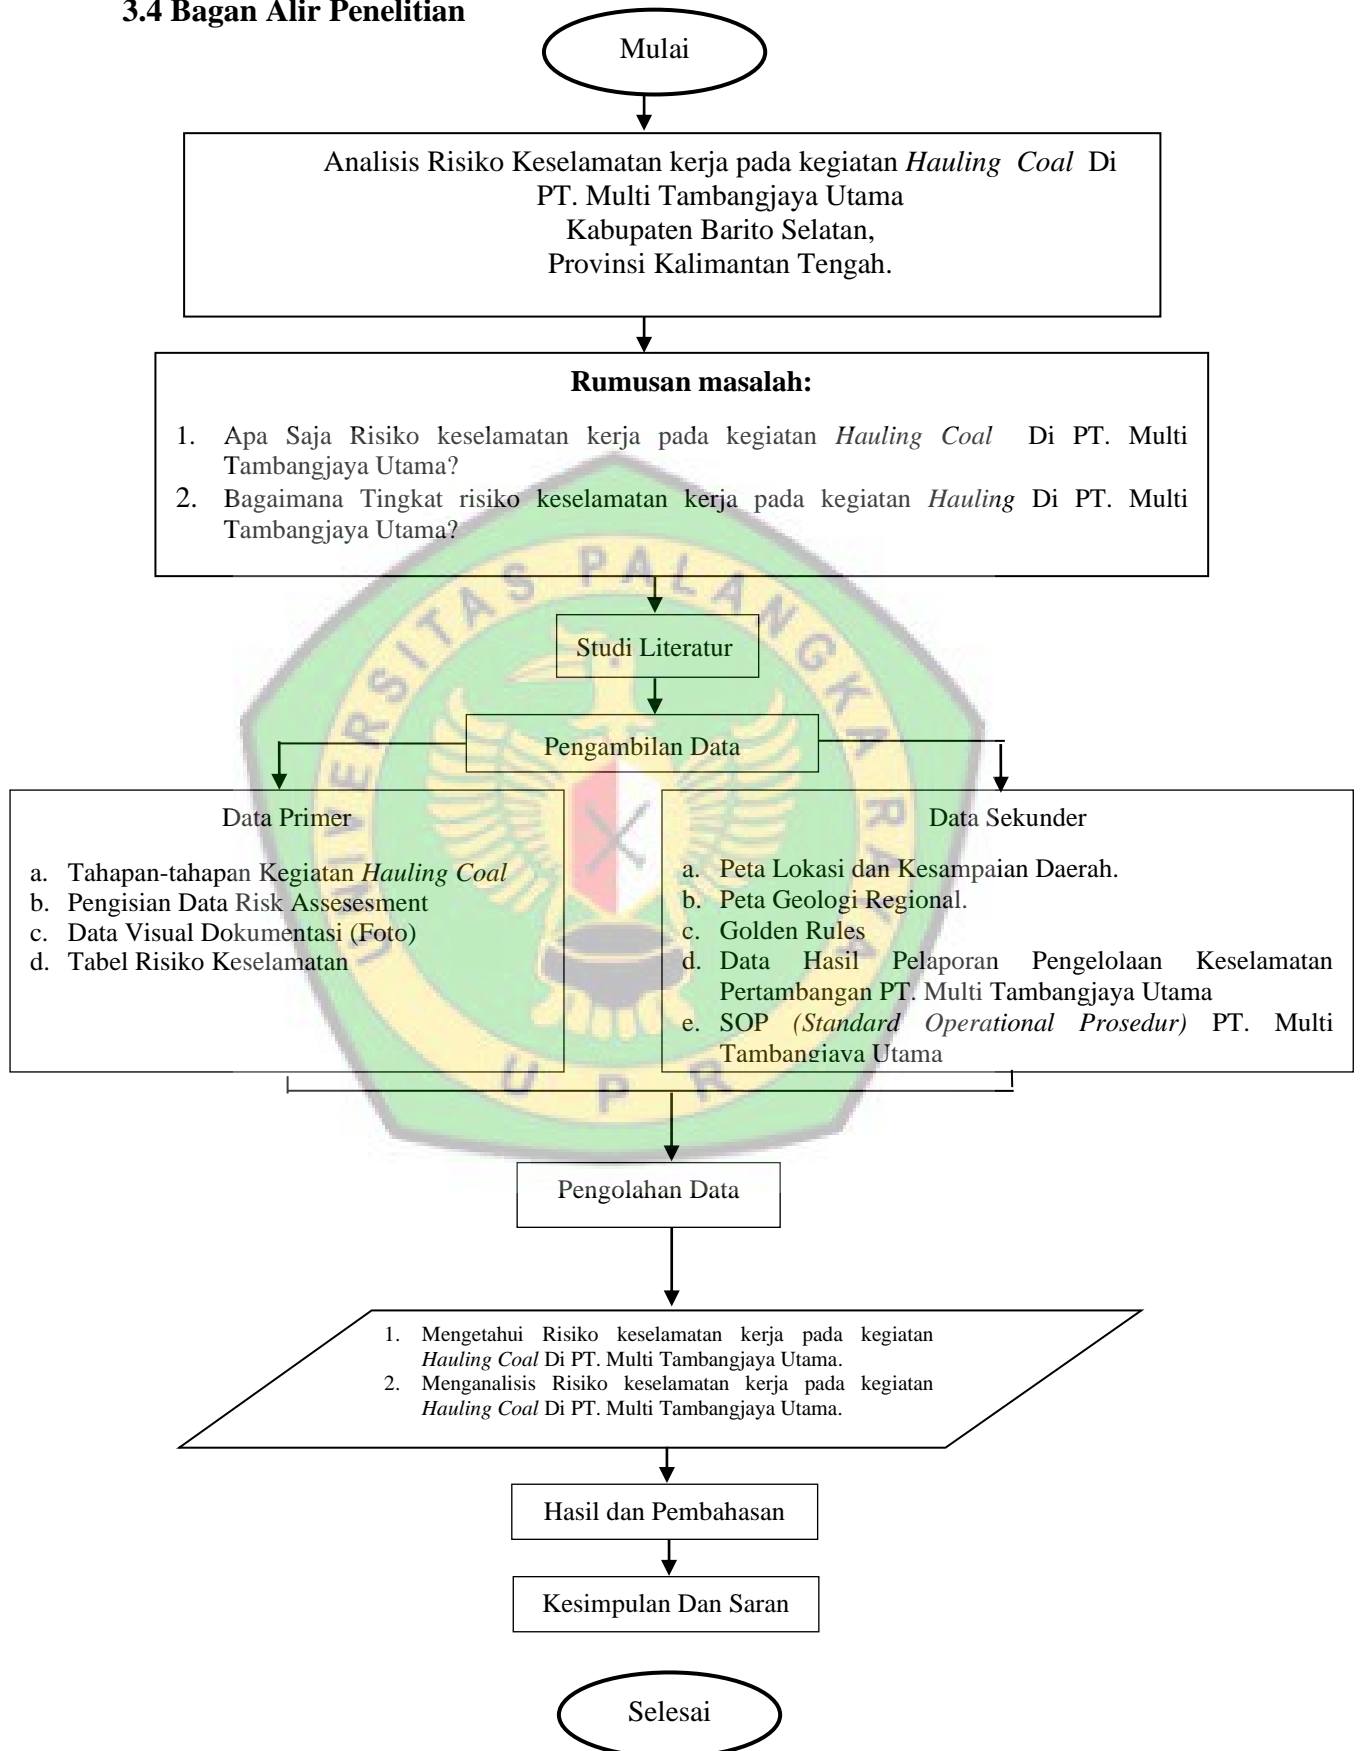 3.4 Bagan Alir Penelitian
Mulai
Analisis Risiko Keselamatan kerja pada kegiatan Hauling Coal Di
PT. Multi Tambangjaya Utama
Kabupaten Barito Selatan,
Provinsi Kalimantan Tengah.
Rumusan masalah:
1. Apa Saja Risiko keselamatan kerja pada kegiatan Hauling Coal Di PT. Multi
Tambangjaya Utama?
2. Bagaimana Tingkat risiko keselamatan kerja pada kegiatan Hauling Di PT. Multi
Tambangjaya Utama?
UNIVERSITAS PALANGKA RAYA
Studi Literatur
Pengambilan Data
Data Primer
a. Tahapan-tahapan Kegiatan Hauling Coal
b. Pengisian Data Risk Assesesment
c. Data Visual Dokumentasi (Foto)
d. Tabel Risiko Keselamatan
Data Sekunder
a. Peta Lokasi dan Kesampaian Daerah.
b. Peta Geologi Regional.
c. Golden Rules
d. Data Hasil Pelaporan Pengelolaan Keselamatan
Pertambangan PT. Multi Tambangjaya Utama
e. SOP (Standard Operational Prosedur) PT. Multi
Tambangjaya Utama
UPR
Pengolahan Data
1. Mengetahui Risiko keselamatan kerja pada kegiatan
Hauling Coal Di PT. Multi Tambangjaya Utama.
2. Menganalisis Risiko keselamatan kerja pada kegiatan
Hauling Coal Di PT. Multi Tambangjaya Utama.
Hasil dan Pembahasan
Kesimpulan Dan Saran
Selesai